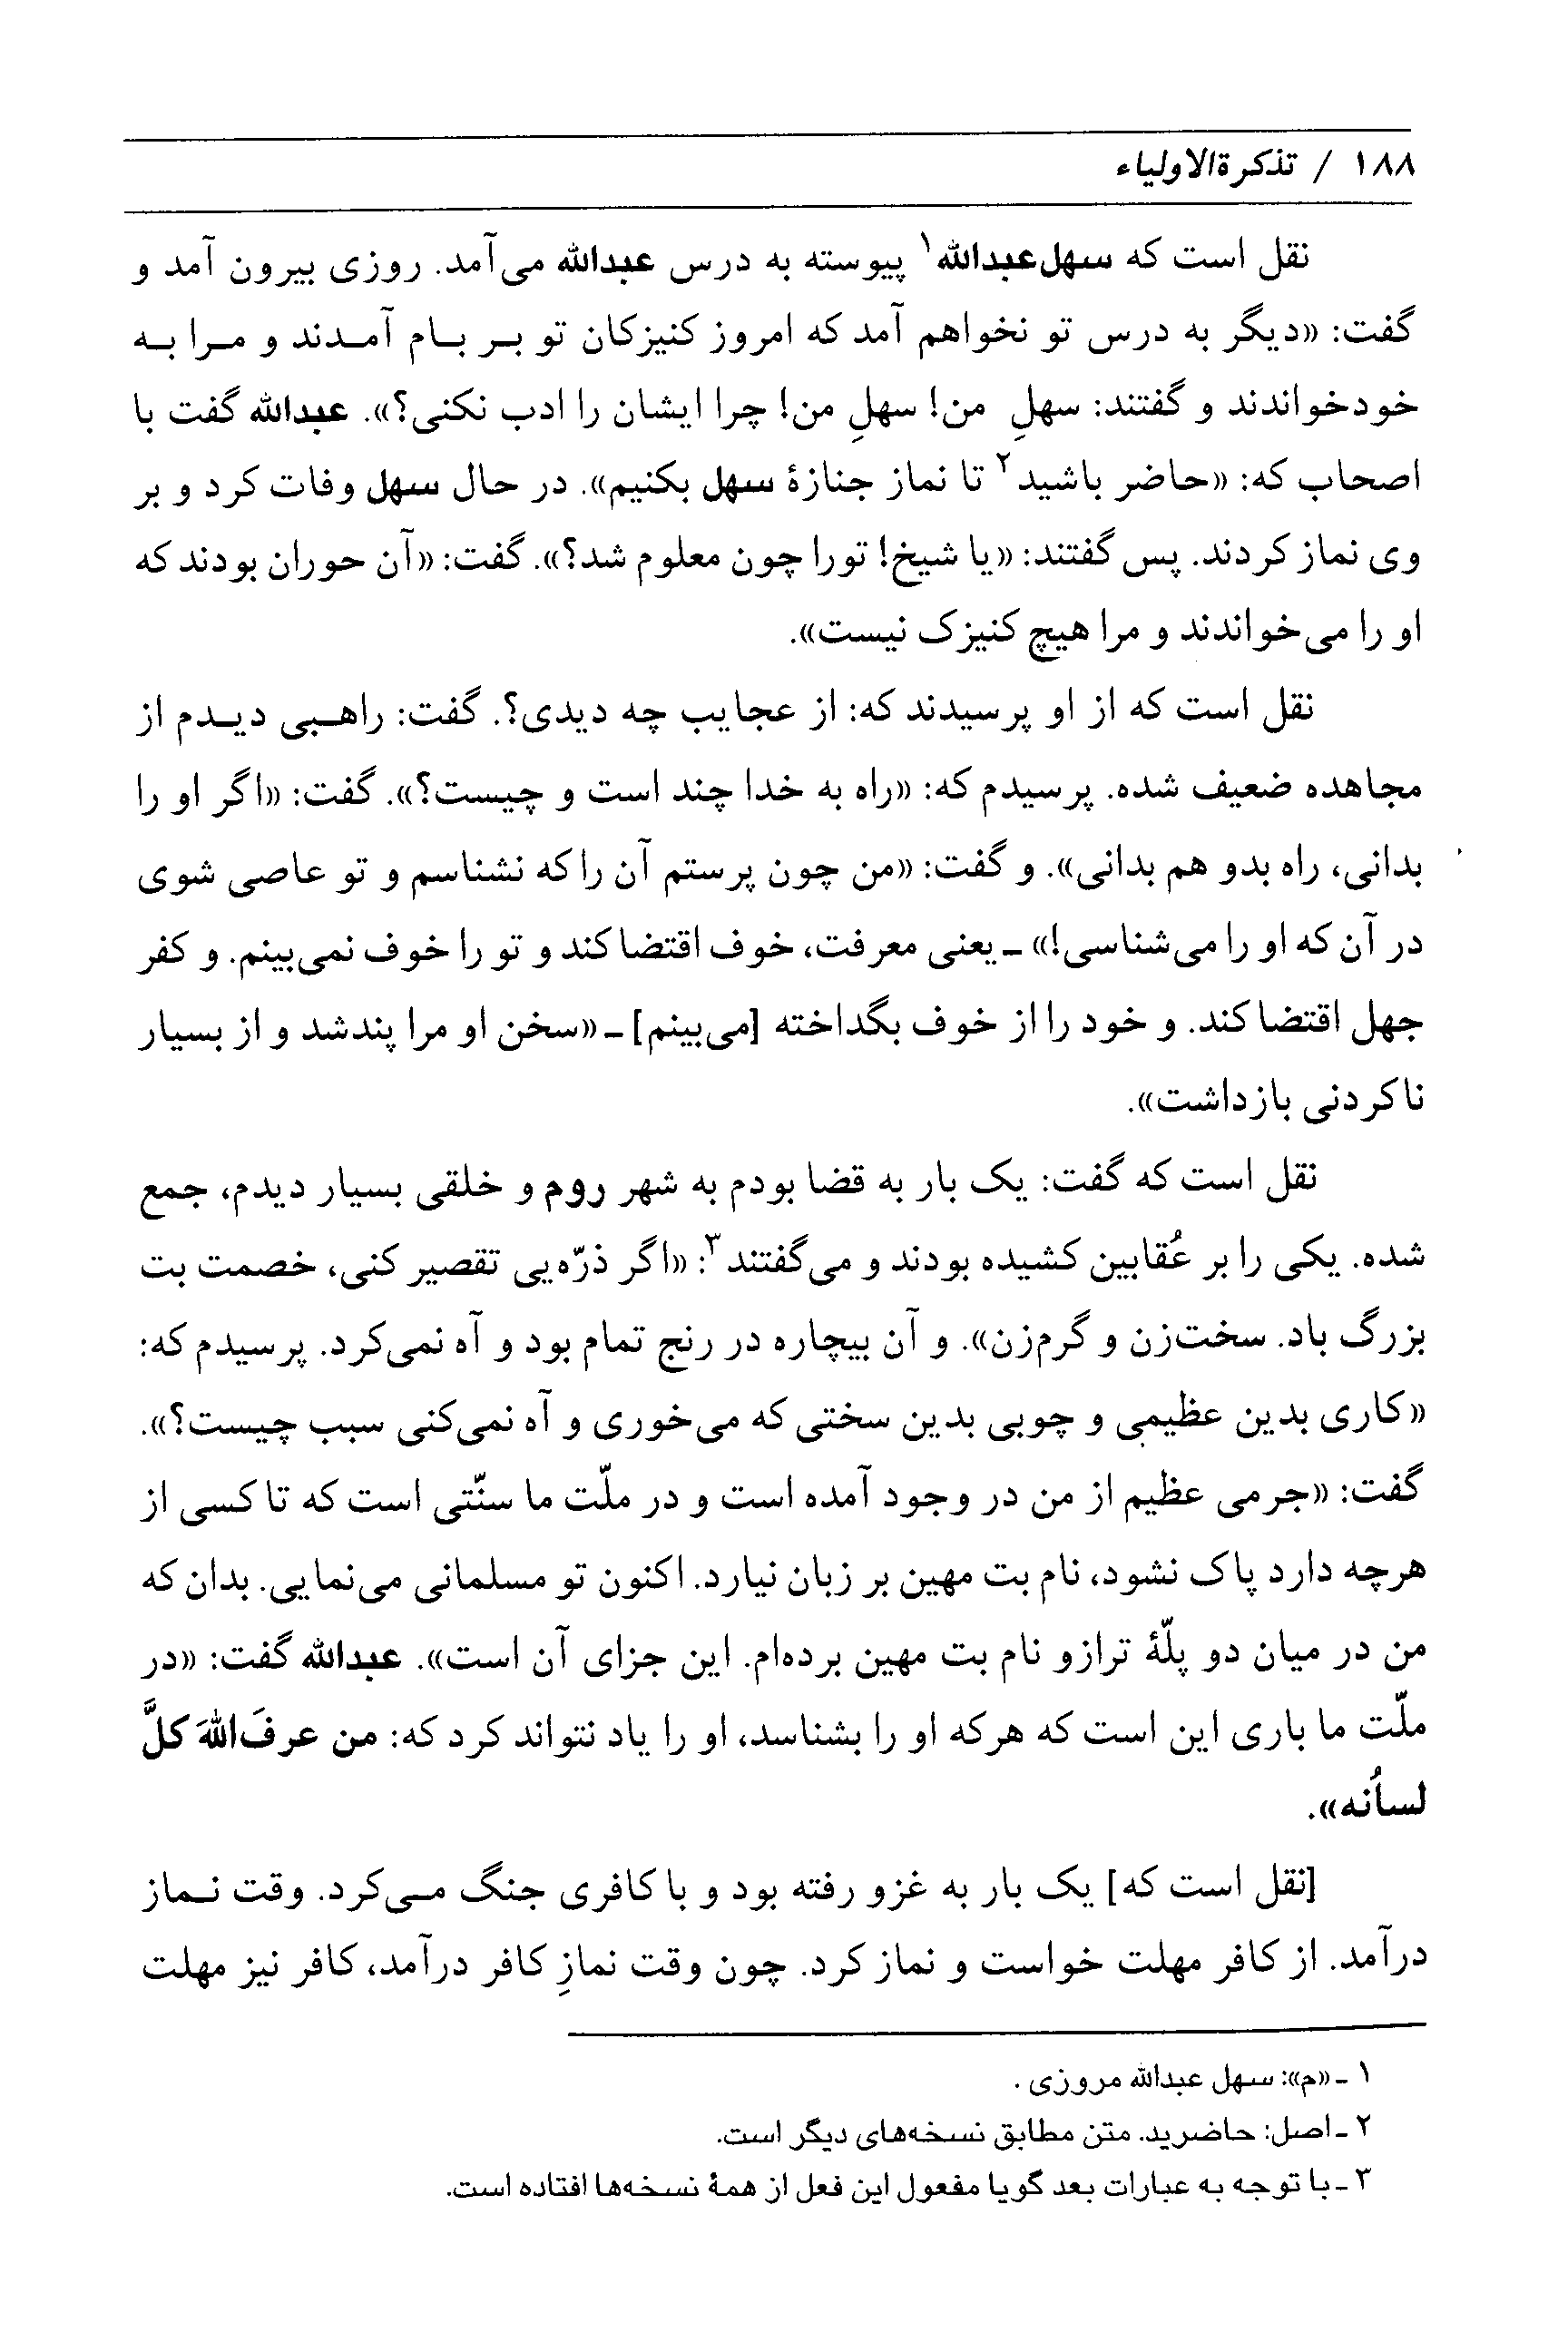 ۱۸۸ / تذکرةالاولیاء
نقل است که سهل‌عبدالله۱ پیوسته به درس عبدالله می‌آمد. روزی بیرون آمد و
گفت: «دیگر به درس تو نخواهم آمد که امروز کنیزکان تو بر بام آمدند و مرا به
خودخواندند و گفتند: سهلِ من! سهلِ من! چرا ایشان را ادب نکنی؟». عبدالله گفت با
اصحاب که: «حاضر باشید۲ تا نماز جنازهٔ سهل بکنیم». در حال سهل وفات کرد و بر
وی نماز کردند. پس گفتند: «یا شیخ! تورا چون معلوم شد؟». گفت: «آن حوران بودند که
او را می‌خواندند و مرا هیچ کنیزک نیست».
نقل است که از او پرسیدند که: از عجایب چه دیدی؟. گفت: راهبی دیدم از
مجاهده ضعیف شده. پرسیدم که: «راه به خدا چند است و چیست؟». گفت: «اگر او را
بدانی، راه بدو هم بدانی». و گفت: «من چون پرستم آن را که نشناسم و تو عاصی شوی
در آن که او را می‌شناسی!» ـ یعنی معرفت، خوف اقتضا کند و تو را خوف نمی‌بینم. و کفر
جهل اقتضا کند. و خود را از خوف بگداخته [می‌بینم] ـ «سخن او مرا پندشد و از بسیار
ناکردنی بازداشت».
نقل است که گفت: یک بار به قضا بودم به شهر روم و خلقی بسیار دیدم، جمع
شده. یکی را بر عُقابین کشیده بودند و می‌گفتند۳: «اگر ذرّه‌یی تقصیر کنی، خصمت بت
بزرگ باد. سخت‌زن و گرم‌زن». و آن بیچاره در رنج تمام بود و آه نمی‌کرد. پرسیدم که:
«کاری بدین عظیمی و چوبی بدین سختی که می‌خوری و آه نمی‌کنی سبب چیست؟».
گفت: «جرمی عظیم از من در وجود آمده است و در ملّت ما سنّتی است که تا کسی از
هرچه دارد پاک نشود، نام بت مهین بر زبان نیارد. اکنون تو مسلمانی می‌نمایی. بدان که
من در میان دو پلّهٔ ترازو نام بت مهین برده‌ام. این جزای آن است». عبدالله گفت: «در
ملّت ما باری این است که هرکه او را بشناسد، او را یاد نتواند کرد که: من عرفَ‌اللهَ کلَّ
لسانُه».
[نقل است که] یک بار به غزو رفته بود و با کافری جنگ می‌کرد. وقت نماز
درآمد. از کافر مهلت خواست و نماز کرد. چون وقت نمازِ کافر درآمد، کافر نیز مهلت
۱ ـ «م»: سهل عبدالله مروزی .
۲ ـ اصل: حاضرید. متن مطابق نسخه‌های دیگر است.
۳ ـ با توجه به عبارات بعد گویا مفعول این فعل از همهٔ نسخه‌ها افتاده است.